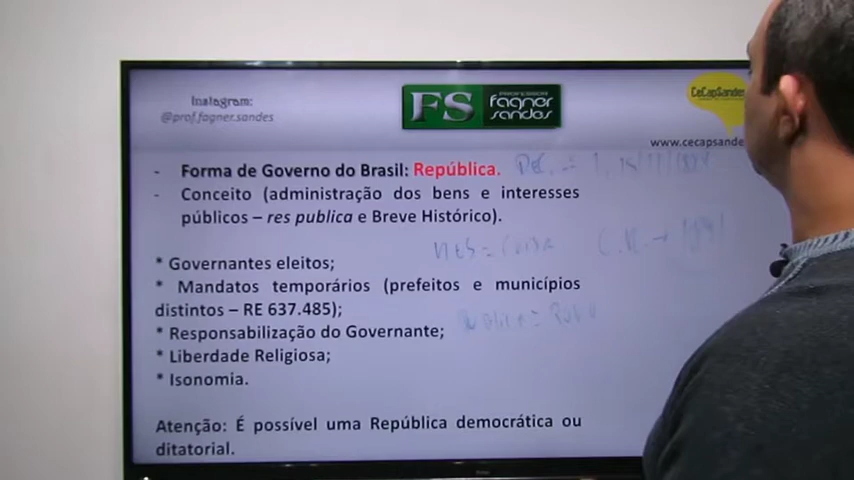 Instagram:
@prof.fagner.sandes
FS PROFESSOR fagner sandes
CeCapSandes
www.cecapsande
- Forma de Governo do Brasil: República.
- Conceito (administração dos bens e interesses
públicos – res publica e Breve Histórico).
* Governantes eleitos;
* Mandatos temporários (prefeitos e municípios
distintos – RE 637.485);
* Responsabilização do Governante;
* Liberdade Religiosa;
* Isonomia.
Atenção: É possível uma República democrática ou
ditatorial.